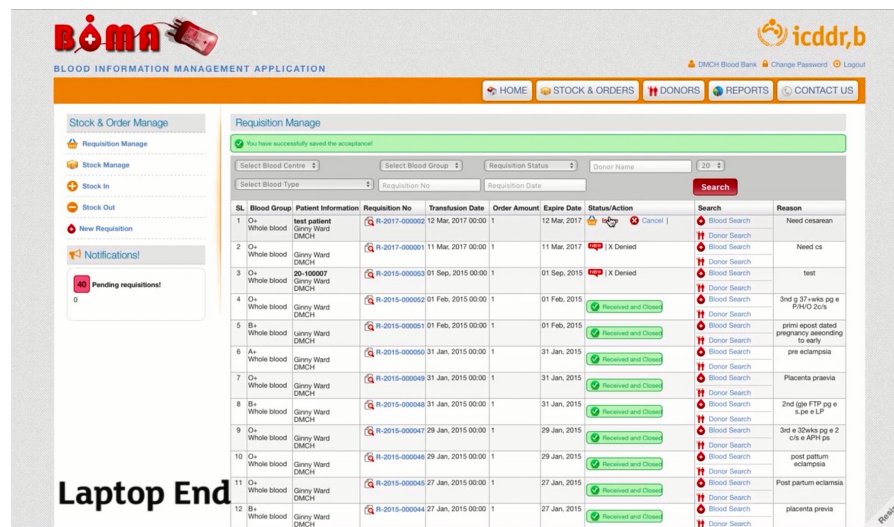 BOMA
icddr,b
BLOOD INFORMATION MANAGEMENT APPLICATION
DMCH Blood Bank Change Password Logout
HOME STOCK & ORDERS DONORS REPORTS CONTACT US
Stock & Order Manage
Requisition Manage
Stock Manage
Stock In
Stock Out
New Requisition
Notifications!
40 Pending requisitions!
0
Requisition Manage
You have successfully saved the acceptance!
Select Blood Centre Select Blood Group Requisition Status Donor Name 20
Select Blood Type Requisition No Requisition Date Search
SL Blood Group Patient Information Requisition No Transfusion Date Order Amount Expire Date Status/Action Search Reason
1 O+ test patient R-2017-000002 12 Mar, 2017 00:00 1 12 Mar, 2017 Cancel | Blood Search Need cesarean
Whole blood Ginny Ward
DMCH Donor Search
2 O+ R-2017-000001 11 Mar, 2017 00:00 1 11 Mar, 2017 NEW | X Denied Blood Search Need cs
Whole blood Ginny Ward
DMCH Donor Search
3 O+ 20-100007 R-2015-000053 01 Sep, 2015 00:00 1 01 Sep, 2015 NEW | X Denied Blood Search test
Whole blood Ginny Ward
DMCH Donor Search
4 O+ R-2015-000052 01 Feb, 2015 00:00 1 01 Feb, 2015 Received and Closed Blood Search 3nd g 37+wks pg e
Whole blood Ginny Ward P/H/O 2c/s
DMCH Donor Search
5 B+ R-2015-000051 01 Feb, 2015 00:00 1 01 Feb, 2015 Received and Closed Blood Search primi epost dated
Whole blood Ginny Ward pregnancy aeeonding
DMCH Donor Search to early
6 A+ R-2015-000050 31 Jan, 2015 00:00 1 31 Jan, 2015 Received and Closed Blood Search pre eclampsia
Whole blood Ginny Ward
DMCH Donor Search
7 O+ R-2015-000049 31 Jan, 2015 00:00 1 31 Jan, 2015 Received and Closed Blood Search Placenta praevia
Whole blood Ginny Ward
DMCH Donor Search
8 B+ R-2015-000048 31 Jan, 2015 00:00 1 31 Jan, 2015 Received and Closed Blood Search 2nd (g)e FTP pg e
Whole blood Ginny Ward s.pe e LP
DMCH Donor Search
9 O+ R-2015-000047 29 Jan, 2015 00:00 1 29 Jan, 2015 Received and Closed Blood Search 3rd e 32wks pg e 2
Whole blood Ginny Ward c/s e APH ps
DMCH Donor Search
10 O+ R-2015-000046 29 Jan, 2015 00:00 1 29 Jan, 2015 Received and Closed Blood Search post pattum
Whole blood Ginny Ward eclampsia
DMCH Donor Search
11 O+ R-2015-000045 27 Jan, 2015 00:00 1 27 Jan, 2015 Received and Closed Blood Search Post partum eclamsia
Whole blood Ginny Ward
DMCH Donor Search
12 B+ R-2015-000044 27 Jan, 2015 00:00 1 27 Jan, 2015 Received and Closed Blood Search placenta previa
Whole blood Ginny Ward
DMCH Donor Search
Laptop End